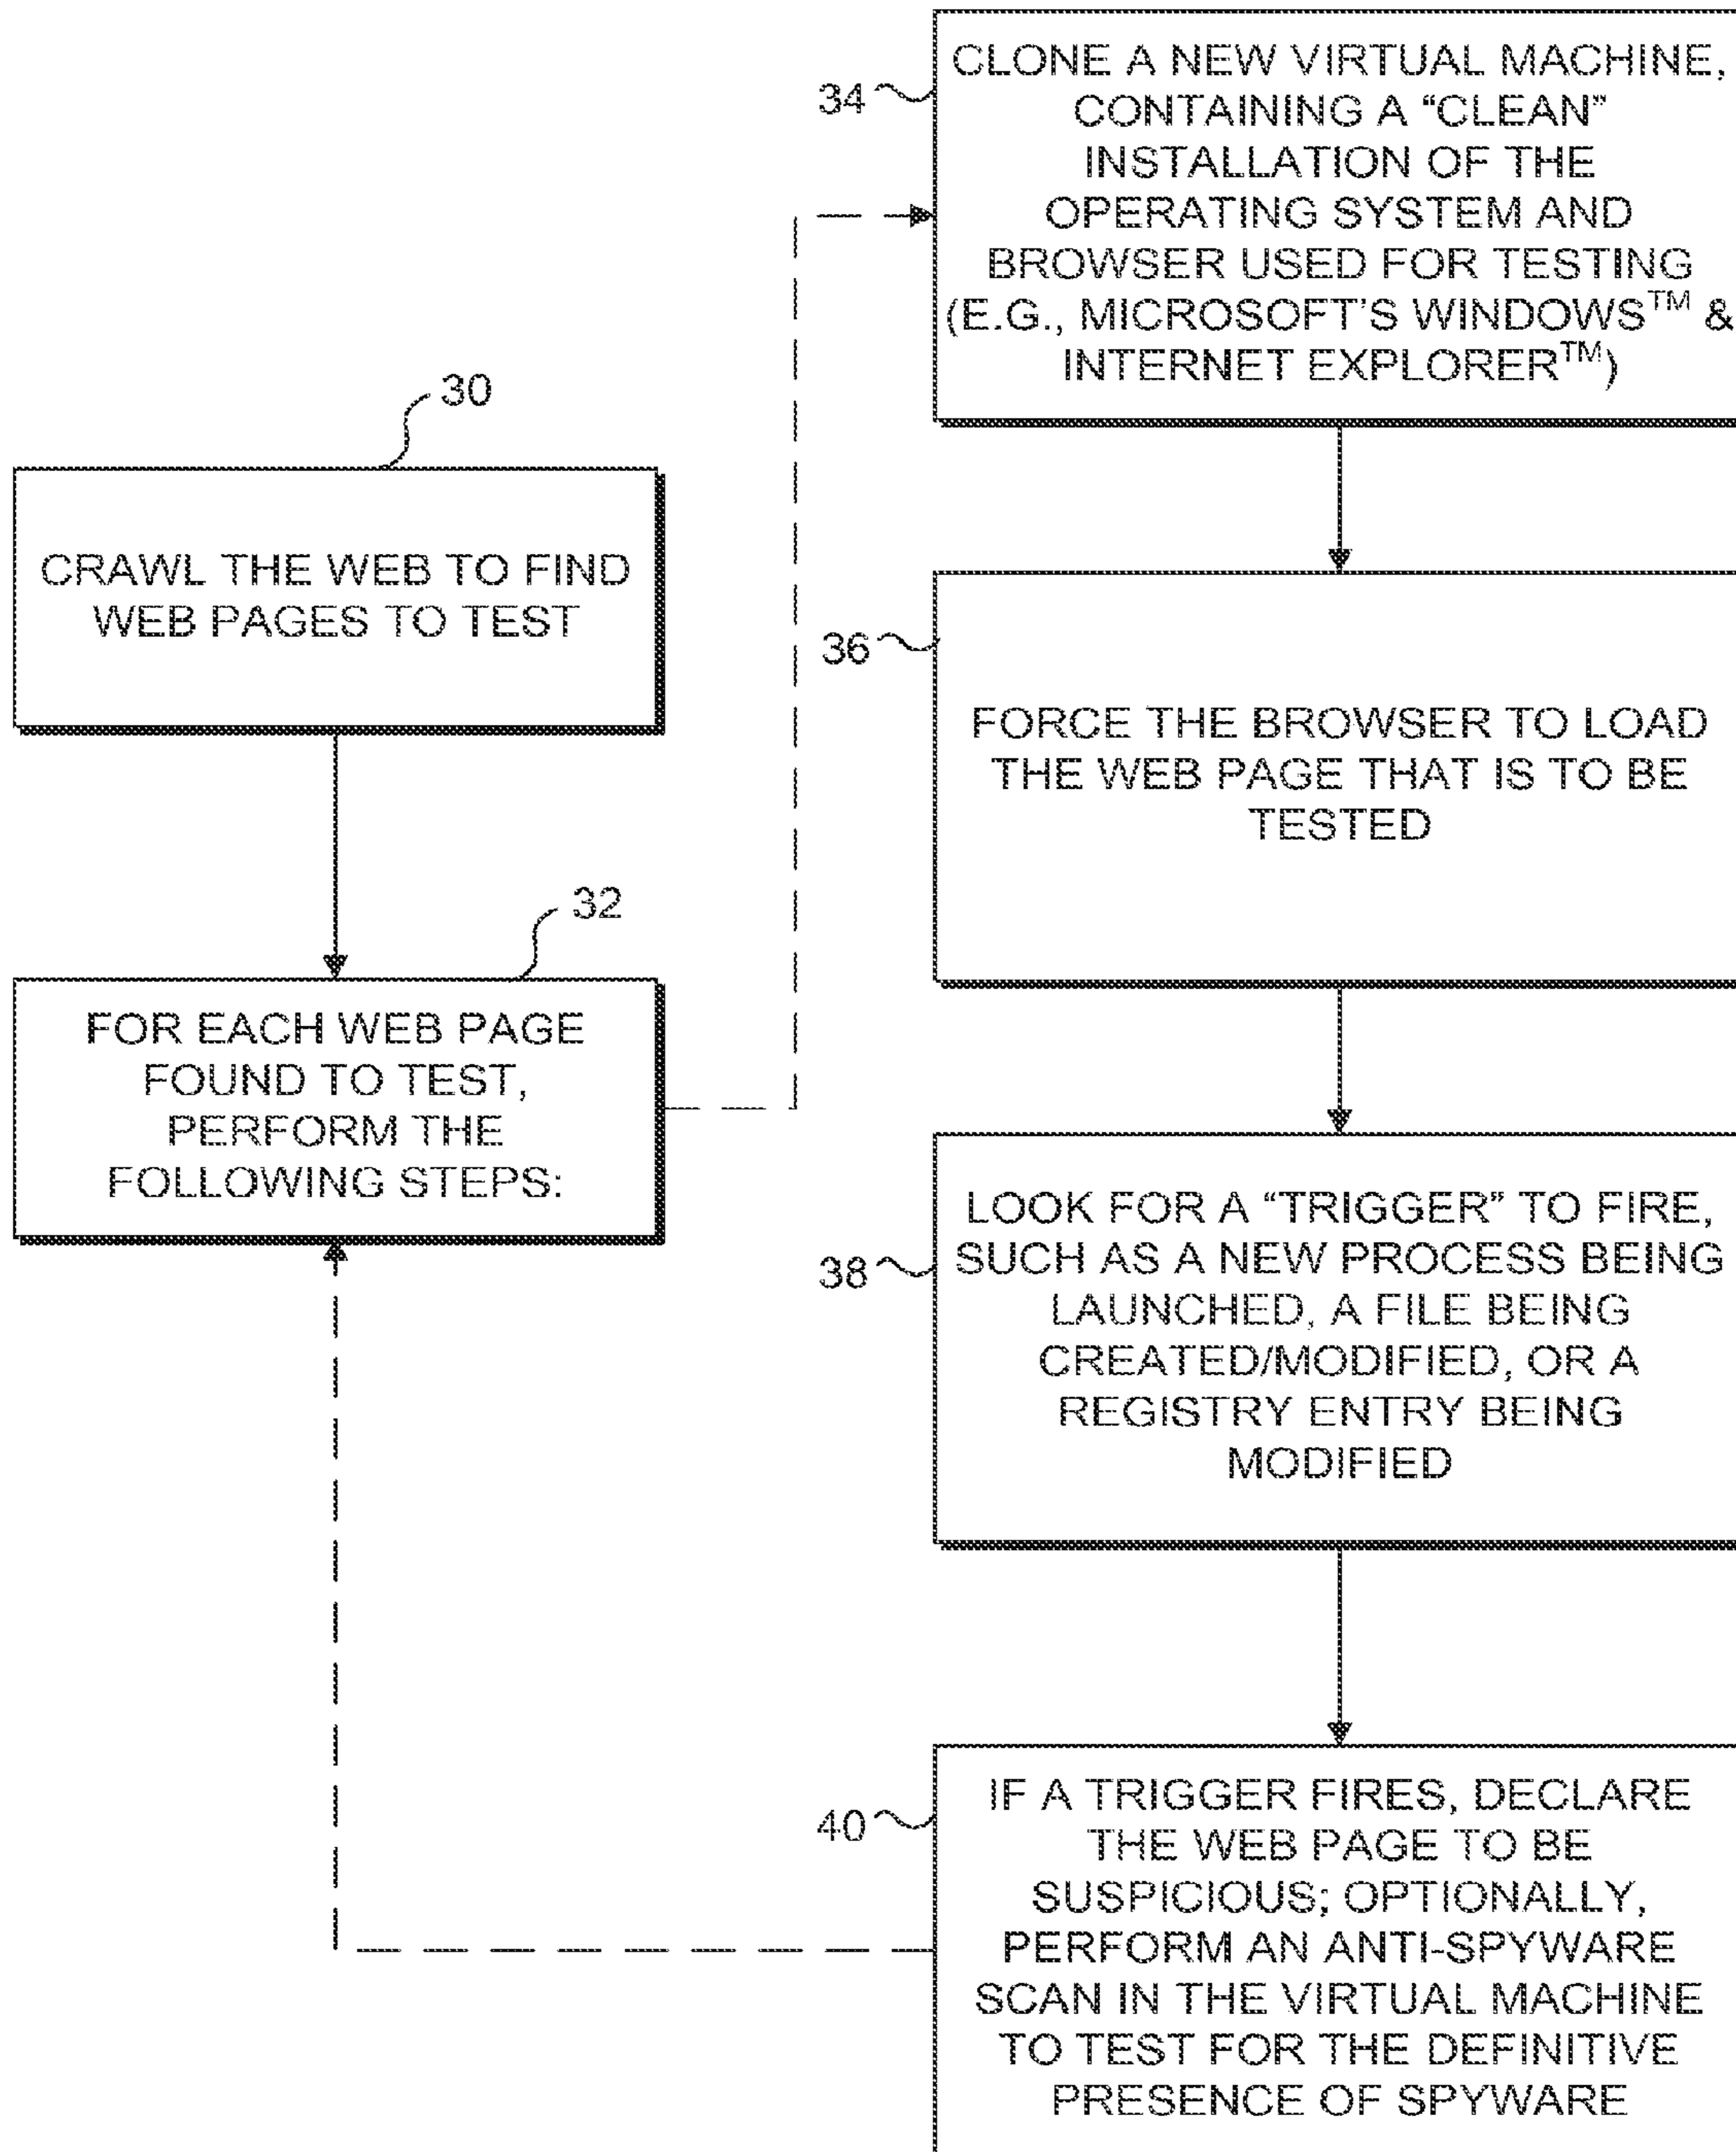 30
CRAWL THE WEB TO FIND
WEB PAGES TO TEST
32
FOR EACH WEB PAGE
FOUND TO TEST,
PERFORM THE
FOLLOWING STEPS:
34
CLONE A NEW VIRTUAL MACHINE,
CONTAINING A “CLEAN”
INSTALLATION OF THE
OPERATING SYSTEM AND
BROWSER USED FOR TESTING
(E.G., MICROSOFT’S WINDOWS™ &
INTERNET EXPLORER™)
36
FORCE THE BROWSER TO LOAD
THE WEB PAGE THAT IS TO BE
TESTED
38
LOOK FOR A “TRIGGER” TO FIRE,
SUCH AS A NEW PROCESS BEING
LAUNCHED, A FILE BEING
CREATED/MODIFIED, OR A
REGISTRY ENTRY BEING
MODIFIED
40
IF A TRIGGER FIRES, DECLARE
THE WEB PAGE TO BE
SUSPICIOUS; OPTIONALLY,
PERFORM AN ANTI-SPYWARE
SCAN IN THE VIRTUAL MACHINE
TO TEST FOR THE DEFINITIVE
PRESENCE OF SPYWARE